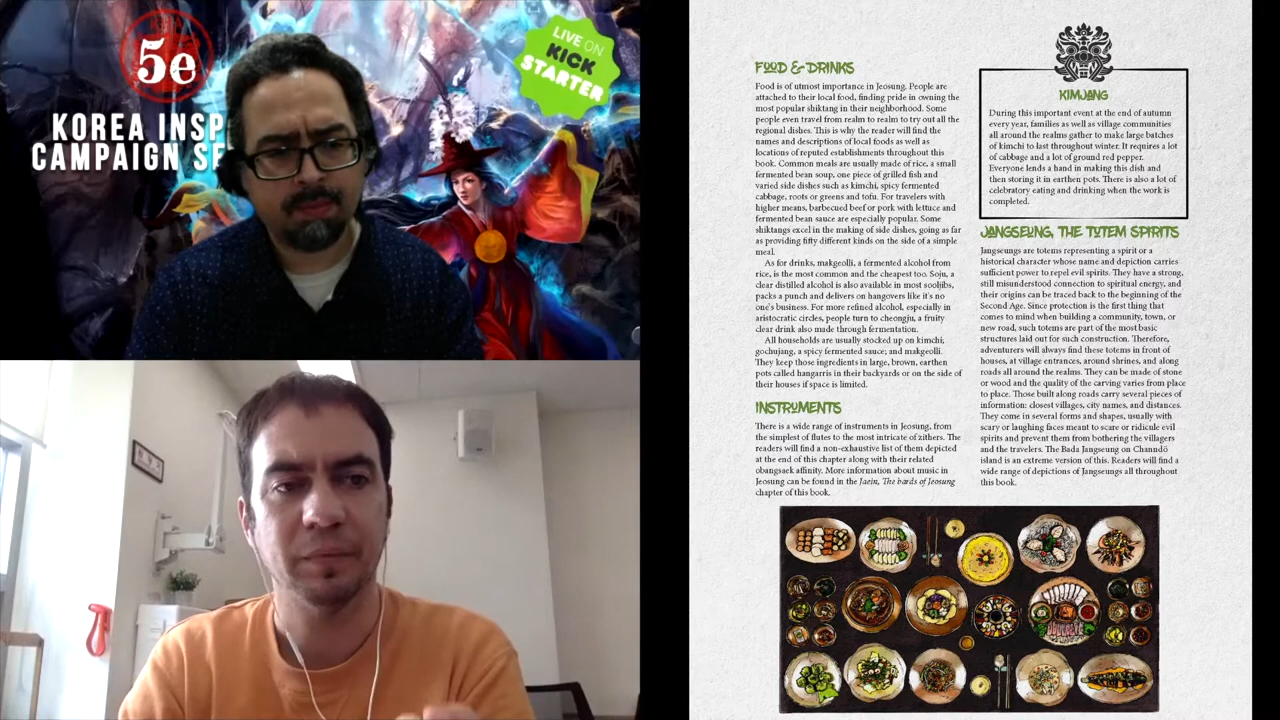 5e
KOREA INSP
CAMPAIGN SE
LIVE ON
KICK
STARTER
FOOD & DRINKS
Food is of utmost importance in Jeosung. People are
attached to their local food, finding pride in owning the
most popular shiktang in their neighborhood. Some
people even travel from realm to realm to try out all the
regional dishes. This is why the reader will find the
names and descriptions of local foods as well as
locations of reputed establishments throughout this
book. Common meals are usually made of rice, a small
fermented bean soup, one piece of grilled fish and
varied side dishes such as kimchi, spicy fermented
cabbage, roots or greens and tofu. For travelers with
higher means, barbecued beef or pork with lettuce and
fermented bean sauce are especially popular. Some
shiktangs excel in the making of side dishes, going as far
as providing fifty different kinds on the side of a simple
meal.
As for drinks, makgeolli, a fermented alcohol from
rice, is the most common and the cheapest too. Soju, a
clear distilled alcohol is also available in most sooljibs,
packs a punch and delivers on hangovers like it's no
one's business. For more refined alcohol, especially in
aristocratic circles, people turn to cheongju, a fruity
clear drink also made through fermentation.
All households are usually stocked up on kimchi;
gochujang, a spicy fermented sauce; and makgeolli.
They keep those ingredients in large, brown, earthen
pots called hangarris in their backyards or on the side of
their houses if space is limited.
INSTRUMENTS
There is a wide range of instruments in Jeosung, from
the simplest of flutes to the most intricate of zithers. The
readers will find a non-exhaustive list of them depicted
at the end of this chapter along with their related
obangsaek affinity. More information about music in
Jeosung can be found in the Jaein, The bards of Jeosung
chapter of this book.
KIMJANG
During this important event at the end of autumn
every year, families as well as village communities
all around the realms gather to make large batches
of kimchi to last throughout winter. It requires a lot
of cabbage and a lot of ground red pepper.
Everyone lends a hand in making this dish and
then storing it in earthen pots. There is also a lot of
celebratory eating and drinking when the work is
completed.
JANGSEUNG, THE TOTEM SPIRITS
Jangseungs are totems representing a spirit or a
historical character whose name and depiction carries
sufficient power to repel evil spirits. They have a strong,
still misunderstood connection to spiritual energy, and
their origins can be traced back to the beginning of the
Second Age. Since protection is the first thing that
comes to mind when building a community, town, or
new road, such totems are part of the most basic
structures laid out for such construction. Therefore,
adventurers will always find these totems in front of
houses, at village entrances, around shrines, and along
roads all around the realms. They can be made of stone
or wood and the quality of the carving varies from place
to place. Those built along roads carry several pieces of
information: closest villages, city names, and distances.
They come in several forms and shapes, usually with
scary or laughing faces meant to scare or ridicule evil
spirits and prevent them from bothering the villagers
and the travelers. The Bada Jangseung on Channdo
island is an extreme version of this. Readers will find a
wide range of depictions of Jangseungs all throughout
this book.